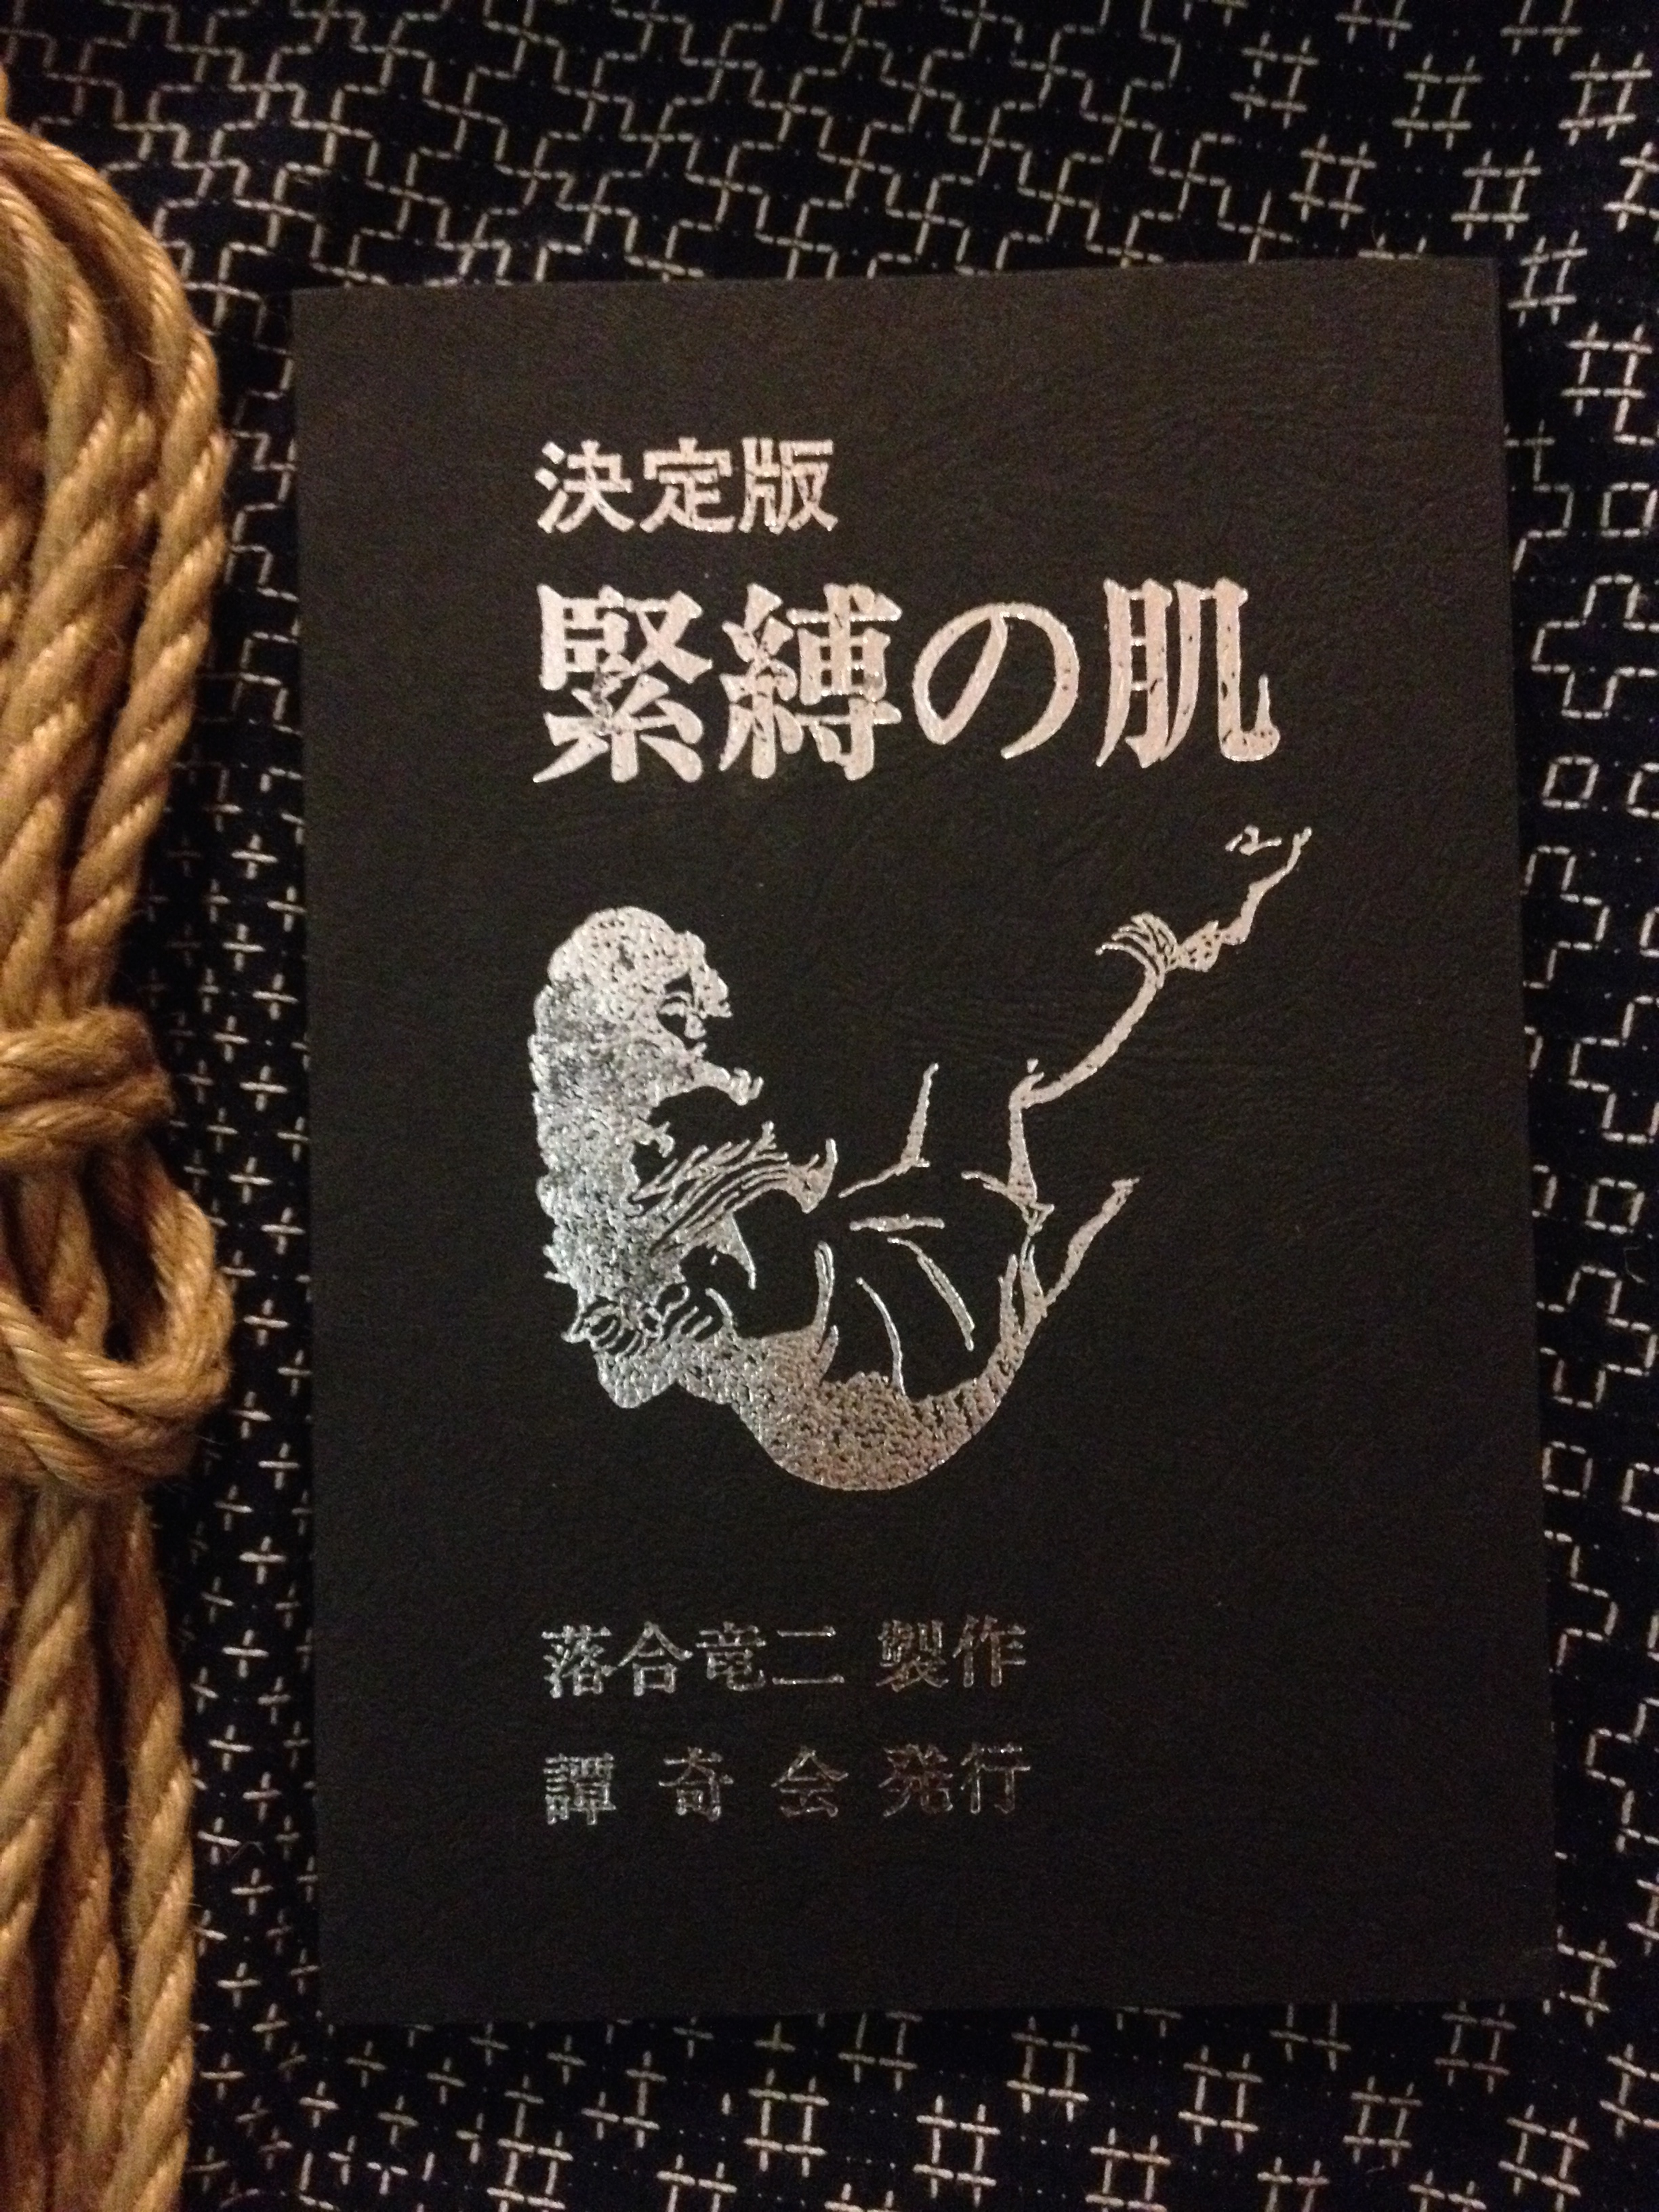 決定版
緊縛の肌
落合竜二 製作
譚奇会 発行